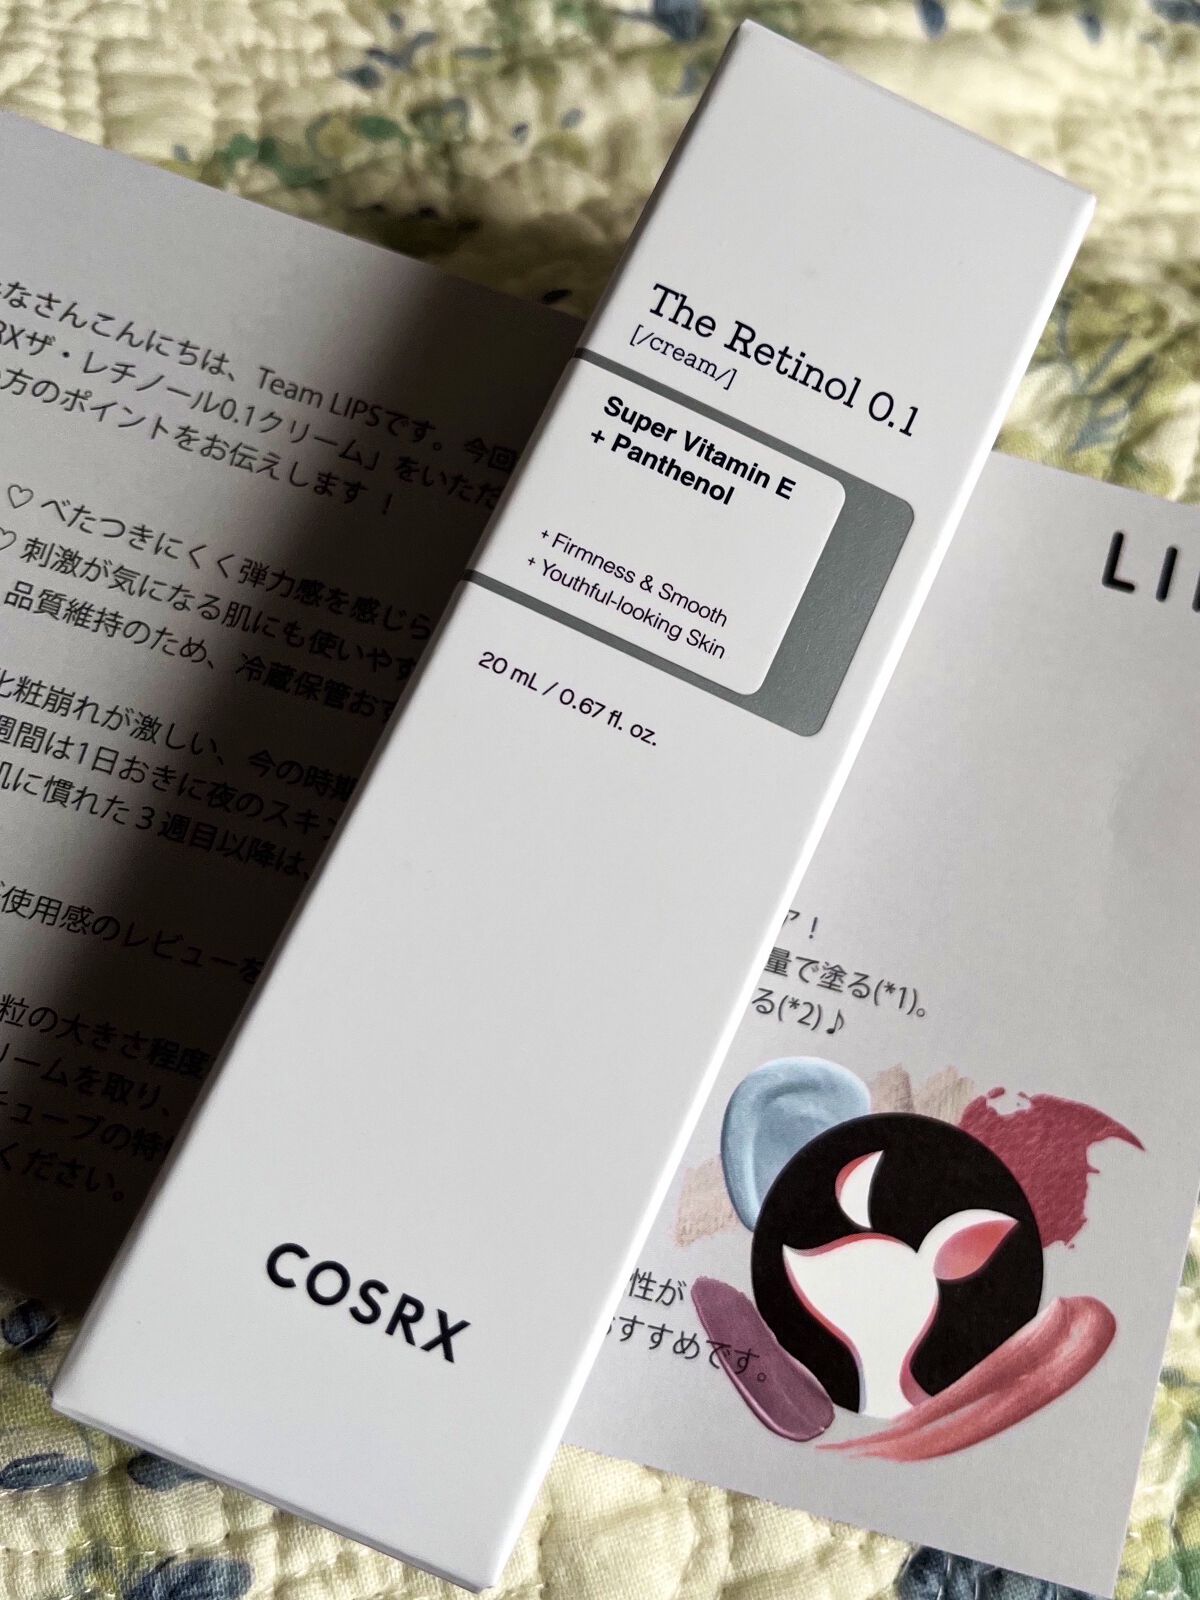 The Retinol 0.1
[/cream/]
Super Vitamin E
+ Panthenol
+ Firmness & Smooth
+ Youthful-looking Skin
20 mL / 0.67 fl. oz.
COSRX
なさんこんにちは、Team LIPSです。今回
RXザ・レチノール0.1クリーム」をいただ
方のポイントをお伝えします！
♡ べたつきにくく弾力感を感じら
♡ 刺激が気になる肌にも使いやす
品質維持のため、冷蔵保管おす
化粧崩れが激しい、今の時期
週間は1日おきに夜のスキン
肌に慣れた３週目以降は、
使用感のレビューを
粒の大きさ程度
リームを取り、
チューブの特
ください。
LI
ア！
量で塗る(*1)。
る(*2)♪
性が
おすすめです。